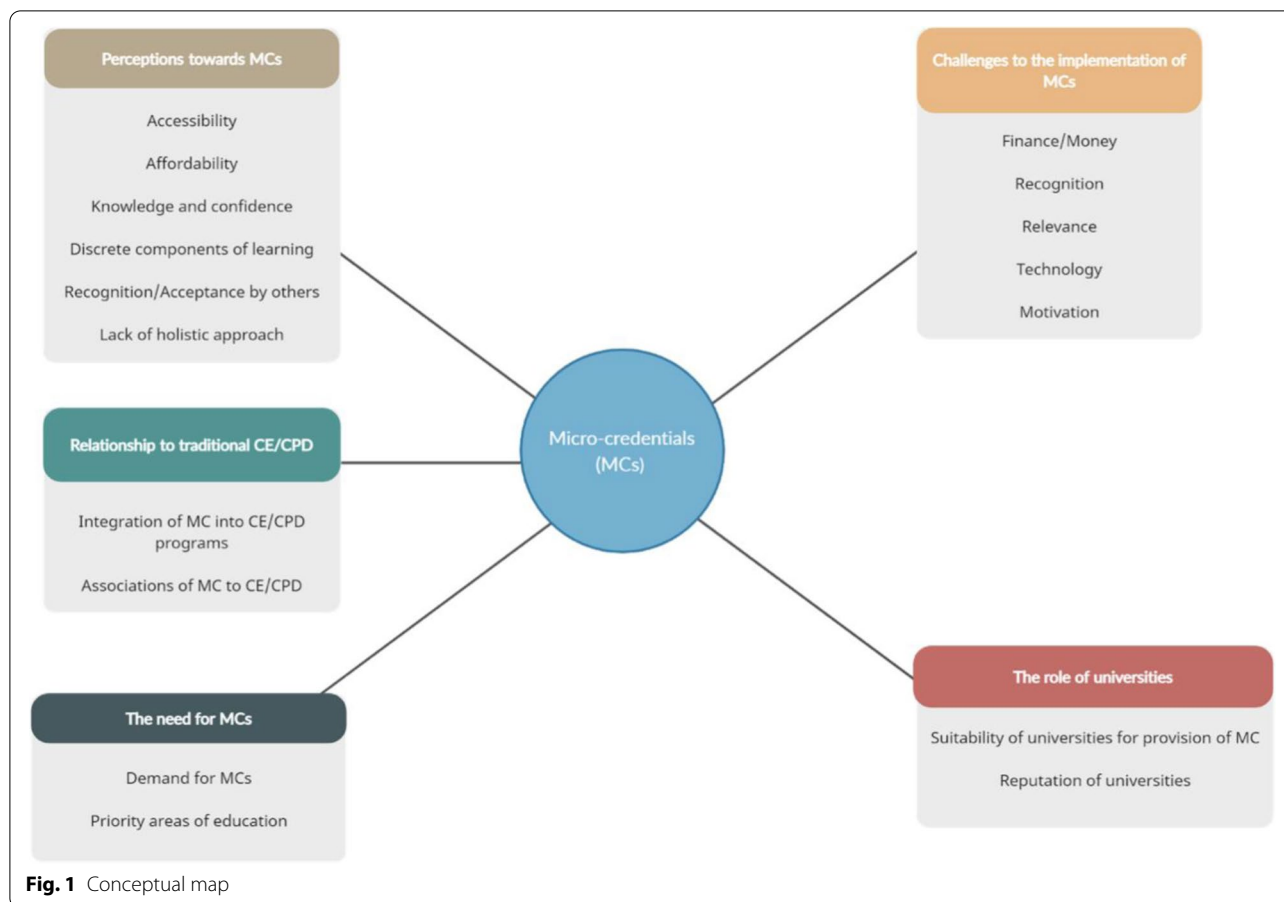 Perceptions towards MCs
Accessibility
Affordability
Knowledge and confidence
Discrete components of learning
Recognition/Acceptance by others
Lack of holistic approach
Challenges to the implementation of
MCs
Finance/Money
Recognition
Relevance
Technology
Motivation
Micro-credentials
(MCs)
Relationship to traditional CE/CPD
Integration of MC into CE/CPD
programs
Associations of MC to CE/CPD
The need for MCs
Demand for MCs
Priority areas of education
The role of universities
Suitability of universities for provision of MC
Reputation of universities
Fig. 1 Conceptual map